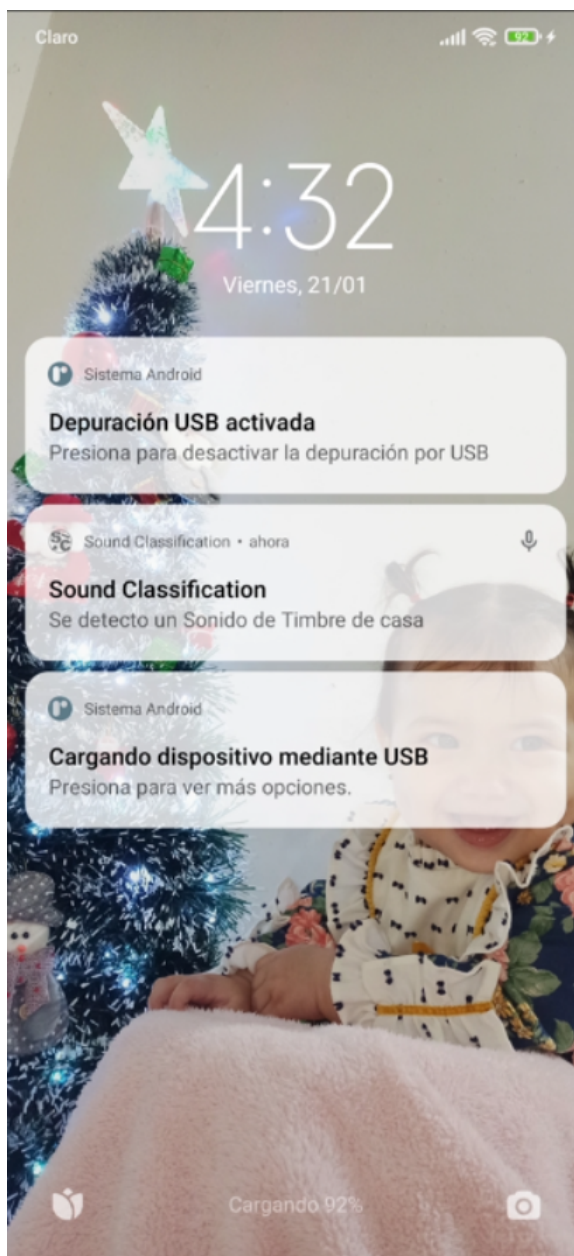 Claro
92
4:32
Viernes, 21/01
Sistema Android
Depuración USB activada
Presiona para desactivar la depuración por USB
Sound Classification • ahora
Sound Classification
Se detecto un Sonido de Timbre de casa
Sistema Android
Cargando dispositivo mediante USB
Presiona para ver más opciones.
Cargando 92%